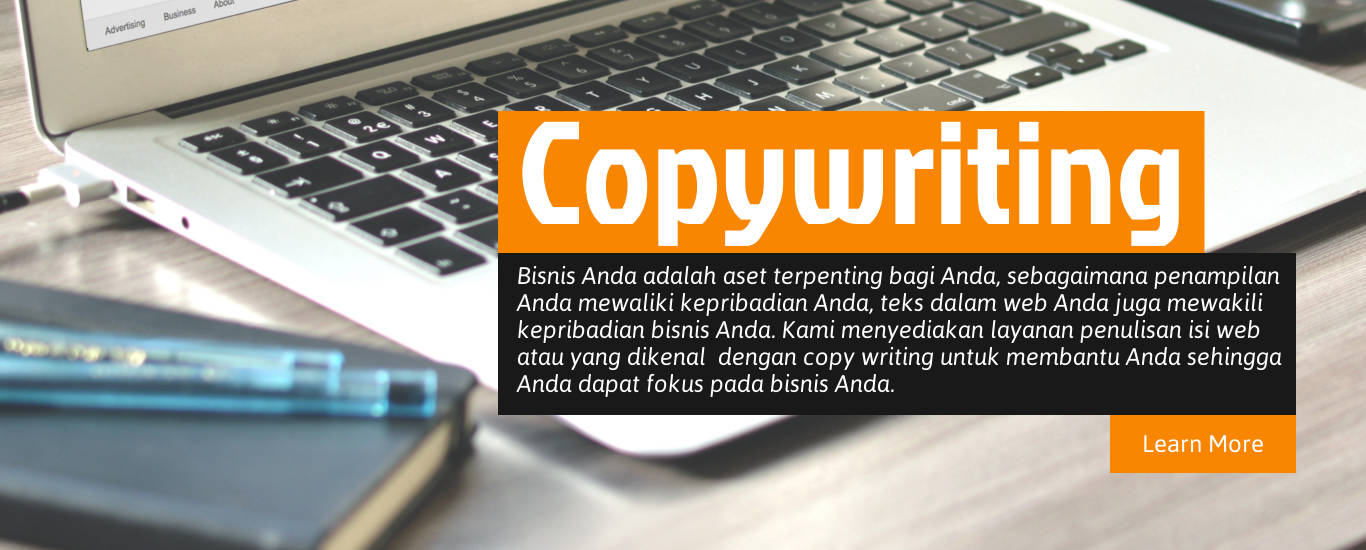 Advertising Business About
Copywriting
Bisnis Anda adalah aset terpenting bagi Anda, sebagaimana penampilan
Anda mewaliki kepribadian Anda, teks dalam web Anda juga mewakili
kepribadian bisnis Anda. Kami menyediakan layanan penulisan isi web
atau yang dikenal  dengan copy writing untuk membantu Anda sehingga
Anda dapat fokus pada bisnis Anda.
Learn More